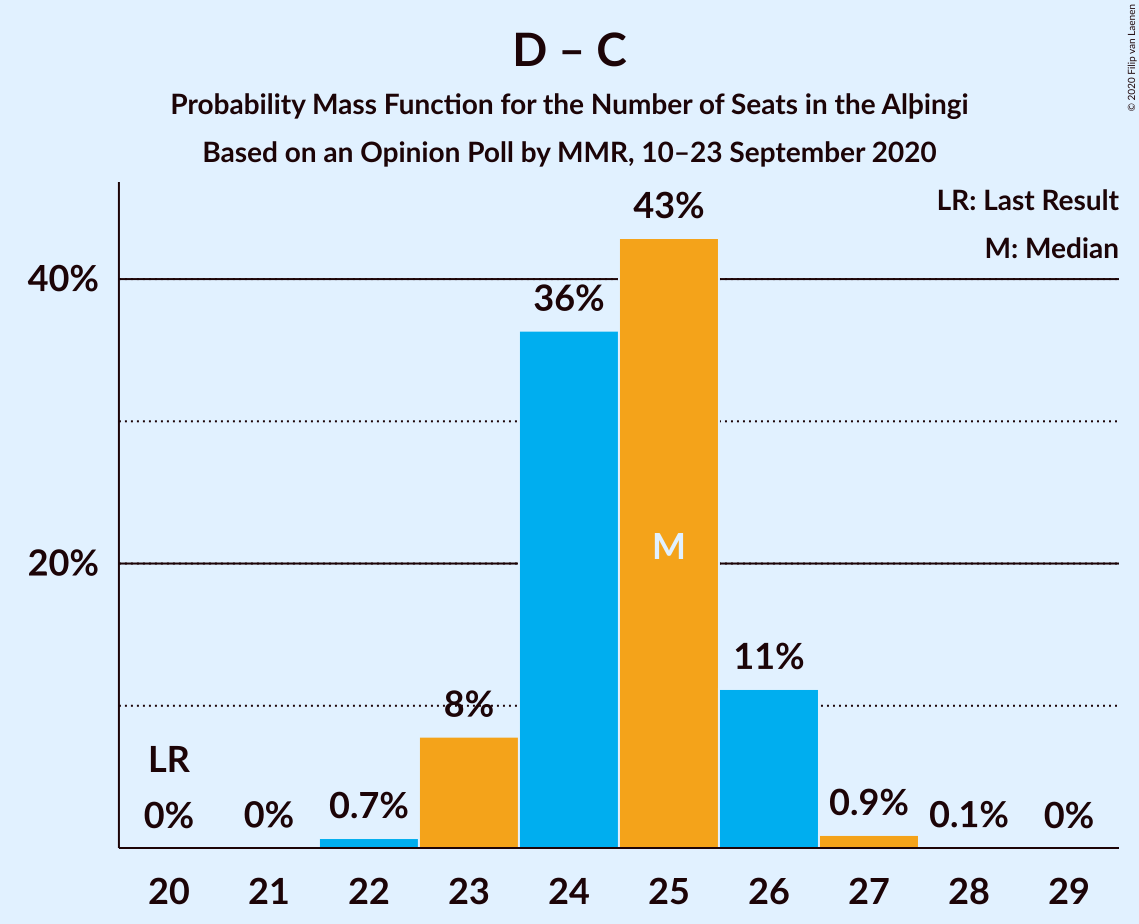 D – C
Probability Mass Function for the Number of Seats in the Alþingi
Based on an Opinion Poll by MMR, 10–23 September 2020
© 2020 Filip van Laenen
LR: Last Result
M: Median
40%
20%
LR
0%
0%
0.7%
8%
36%
43%
M
11%
0.9%
0.1%
0%
20 21 22 23 24 25 26 27 28 29